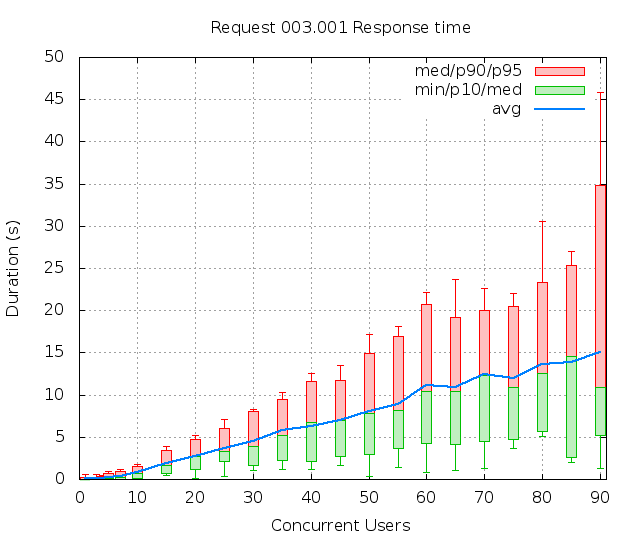 Request 003.001 Response time
50
45
40
35
30
25
20
15
10
5
0
med/p90/p95
min/p10/med
avg
Duration (s)
0 10 20 30 40 50 60 70 80 90
Concurrent Users